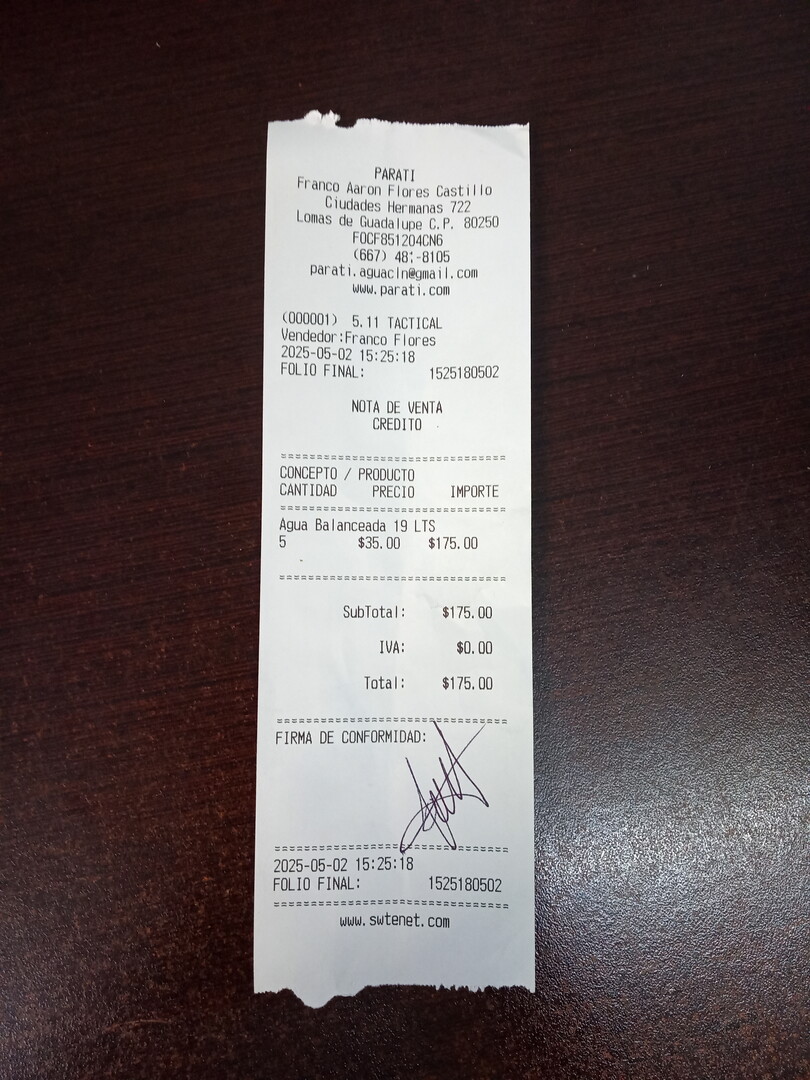 PARATI
Franco Aaron Flores Castillo
Ciudades Hermanas 722
Lomas de Guadalupe C.P. 80250
FOCF851204CN6
(667) -8105
parati.aguacln@gmail.com
www.parati.com
(000001) 5.11 TACTICAL
Vendedor:Franco Flores
2025-05-02 15:25:18
FOLIO FINAL: 1525180502
NOTA DE VENTA
CREDITO
==================================
CONCEPTO / PRODUCTO
CANTIDAD PRECIO IMPORTE
==================================
Agua Balanceada 19 LTS
5 $35.00 $175.00
==================================
SubTotal: $175.00
IVA: $0.00
Total: $175.00
==================================
FIRMA DE CONFORMIDAD:
==================================
2025-05-02 15:25:18
FOLIO FINAL: 1525180502
==================================
www.swtenet.com